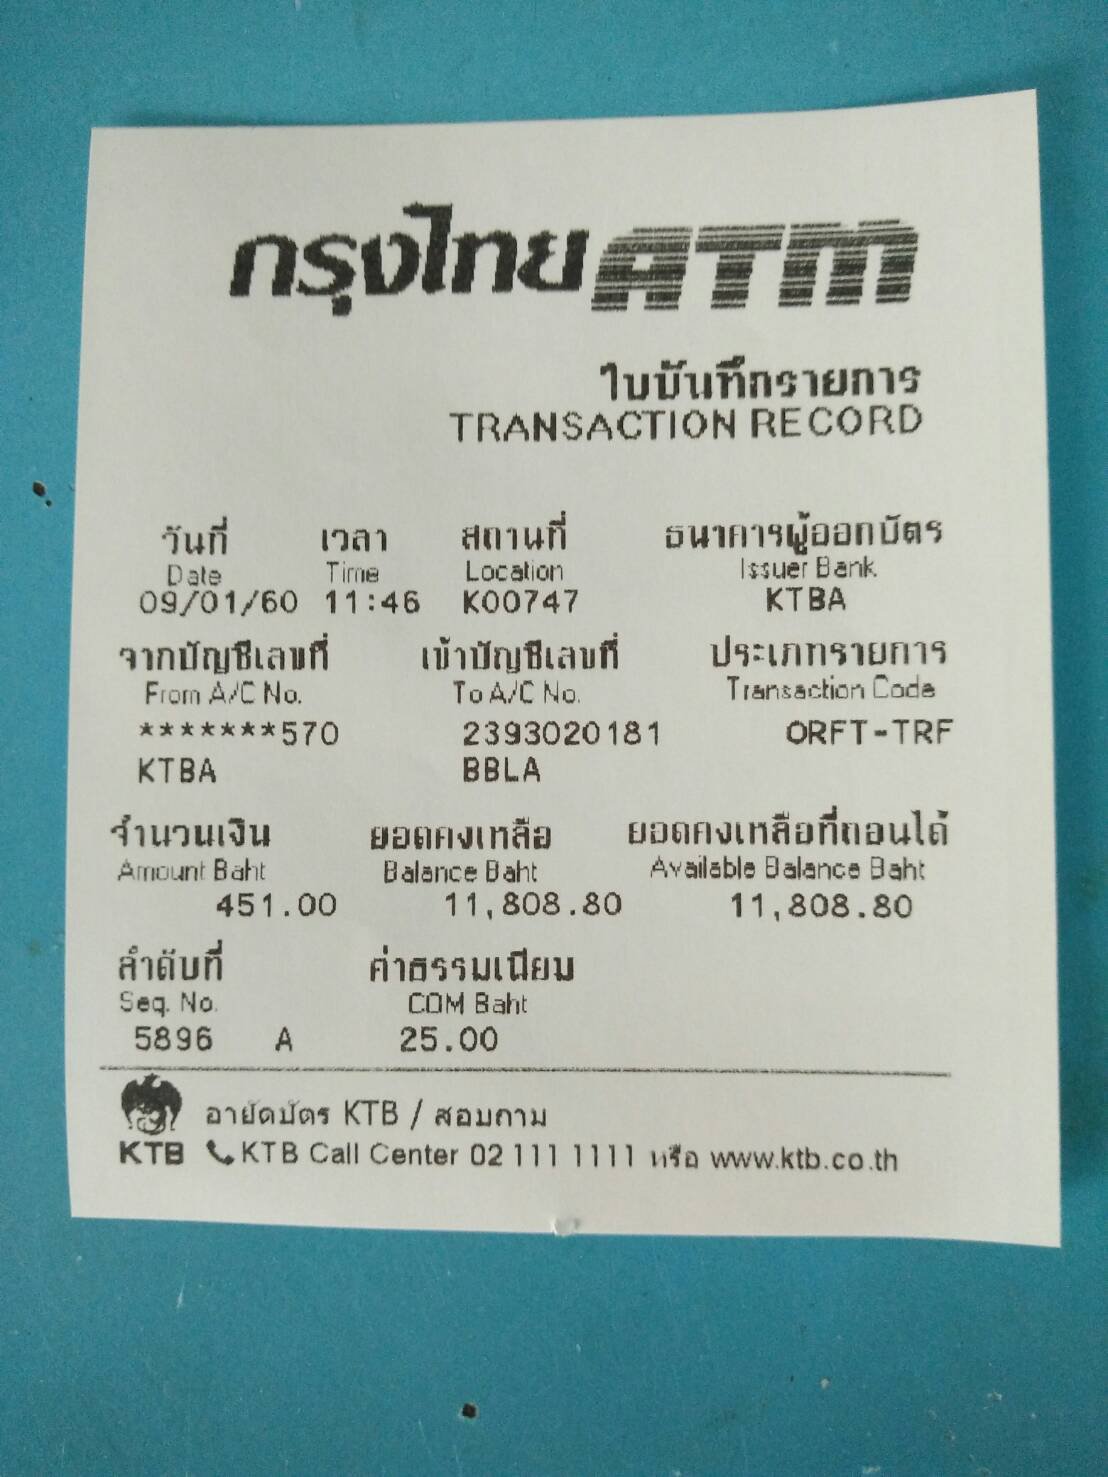 กรุงไทย ATM
ใบบันทึกรายการ
TRANSACTION RECORD
วันที่ เวลา สถานที่ ธนาคารผู้ออกบัตร
Date Time Location Issuer Bank
09/01/60 11:46 K00747 KTBA
จากบัญชีเลขที่ เข้าบัญชีเลขที่ ประเภทรายการ
From A/C No. To A/C No. Transaction Code
*******570 2393020181 ORFT-TRF
KTBA BBLA
จำนวนเงิน ยอดคงเหลือ ยอดคงเหลือที่ถอนได้
Amount Baht Balance Baht Available Balance Baht
451.00 11,808.80 11,808.80
ลำดับที่ ค่าธรรมเนียม
Seq. No. COM Baht
5896 A 25.00
อายัดบัตร KTB / สอบถาม
KTB KTB Call Center 02 111 1111 หรือ www.ktb.co.th